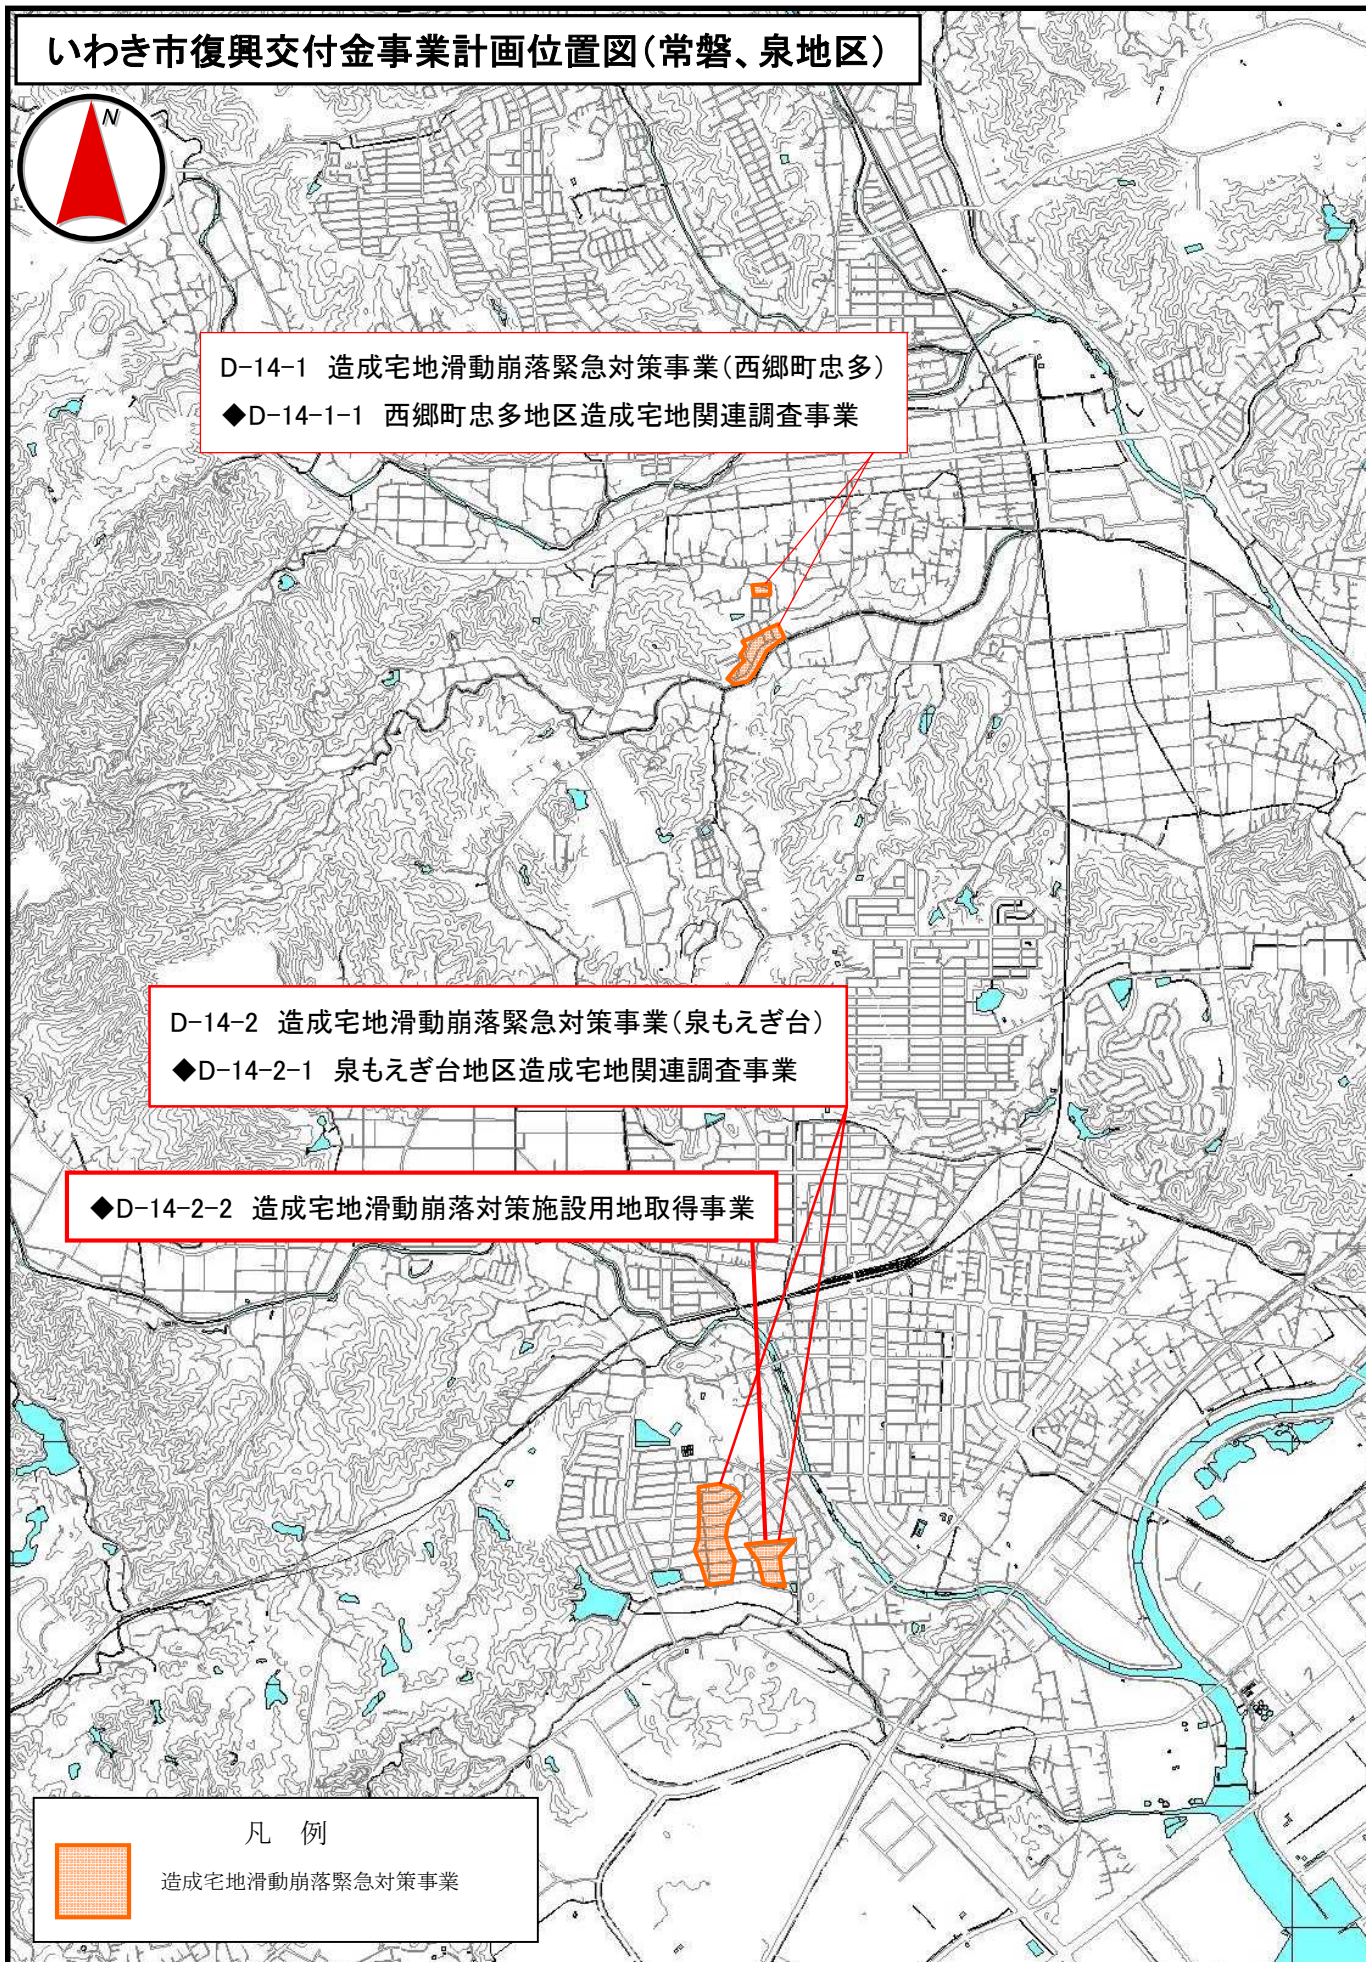 いわき市復興交付金事業計画位置図(常磐、泉地区)
N
D-14-1 造成宅地滑動崩落緊急対策事業(西郷町忠多)
◆D-14-1-1 西郷町忠多地区造成宅地関連調査事業
D-14-2 造成宅地滑動崩落緊急対策事業(泉もえぎ台)
◆D-14-2-1 泉もえぎ台地区造成宅地関連調査事業
◆D-14-2-2 造成宅地滑動崩落対策施設用地取得事業
凡 例
造成宅地滑動崩落緊急対策事業